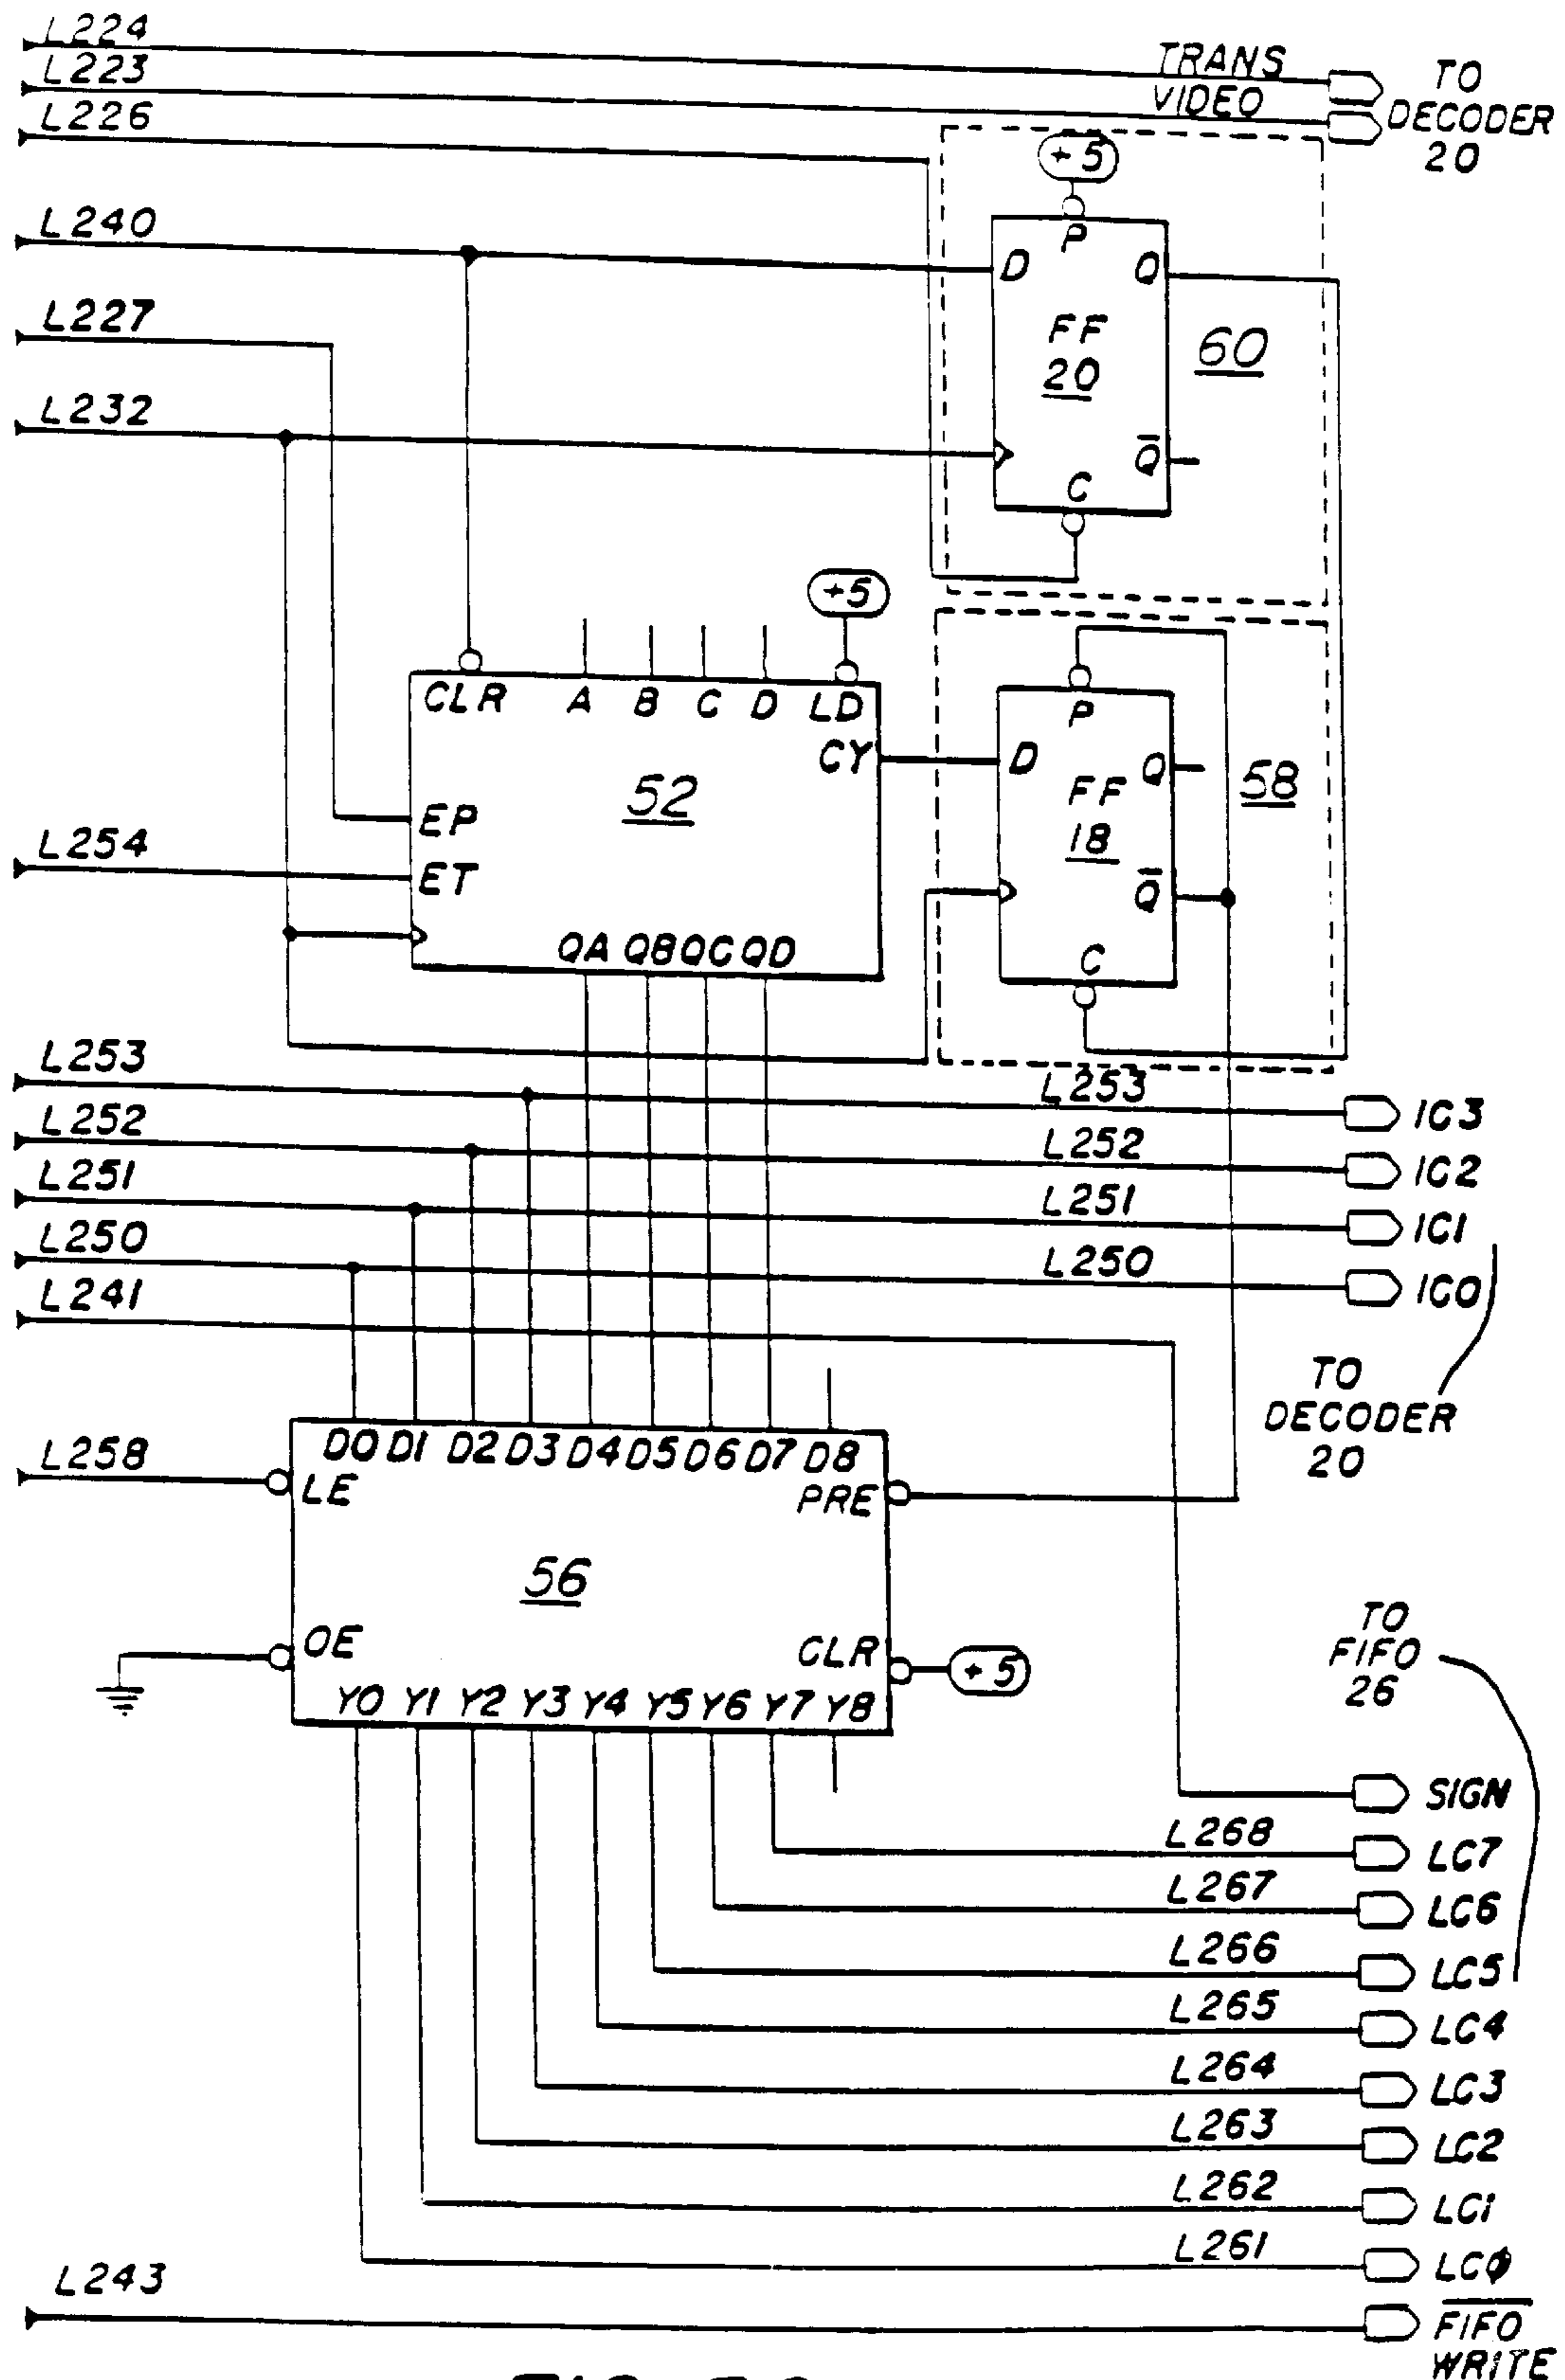 L224
TRANS
L223
VIDEO
TO
DECODER
20
L226
+5
L240
P
D
Q
L227
FF
20
60
L232
Q̅
C
+5
CLR A B C D LD
CY
52
EP
L254
ET
QA QB QC QD
P
D
Q
FF
18
58
Q̅
C
L253
L253
IC3
L252
L252
IC2
L251
L251
IC1
L250
L250
IC0
L241
TO
DECODER
20
D0 D1 D2 D3 D4 D5 D6 D7 D8
L258
LE
PRE
56
OE
CLR
+5
Y0 Y1 Y2 Y3 Y4 Y5 Y6 Y7 Y8
TO
FIFO
26
SIGN
L268
LC7
L267
LC6
L266
LC5
L265
LC4
L264
LC3
L263
LC2
L262
LC1
L261
LCϕ
L243
F̅I̅F̅O̅
WRITE